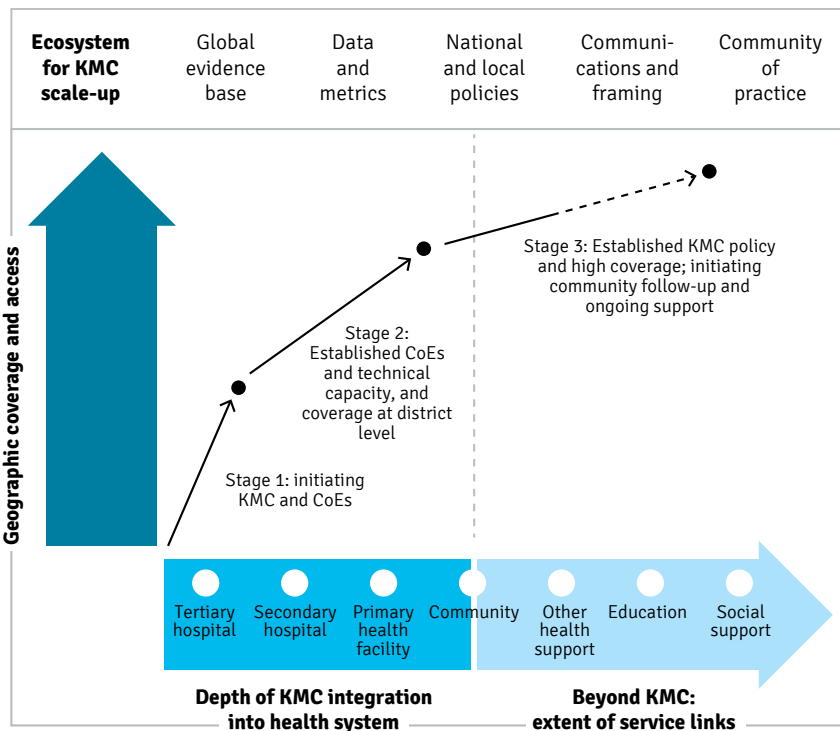 Ecosystem
for KMC
scale-up
Global
evidence
base
Data
and
metrics
National
and local
policies
Communi-
cations and
framing
Community
of
practice
Geographic coverage and access
Stage 3: Established KMC policy
and high coverage; initiating
community follow-up and
ongoing support
Stage 2:
Established CoEs
and technical
capacity, and
coverage at district
level
Stage 1: initiating
KMC and CoEs
Tertiary
hospital
Secondary
hospital
Primary
health
facility
Community
Other
health
support
Education
Social
support
Depth of KMC integration
into health system
Beyond KMC:
extent of service links